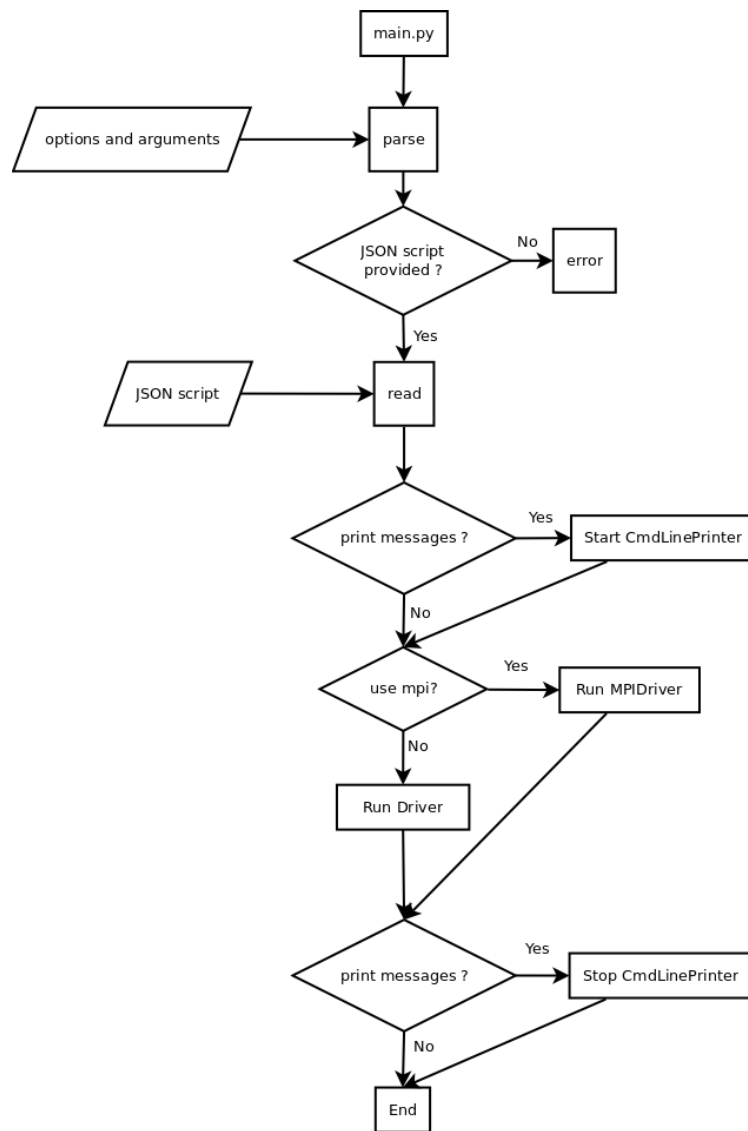 main.py
options and arguments
parse
JSON script
provided ?
No
error
Yes
JSON script
read
print messages ?
Yes
Start CmdLinPrinter
No
use mpi?
Yes
Run MPIDriver
No
Run Driver
print messages ?
Yes
Stop CmdLinePrinter
No
End